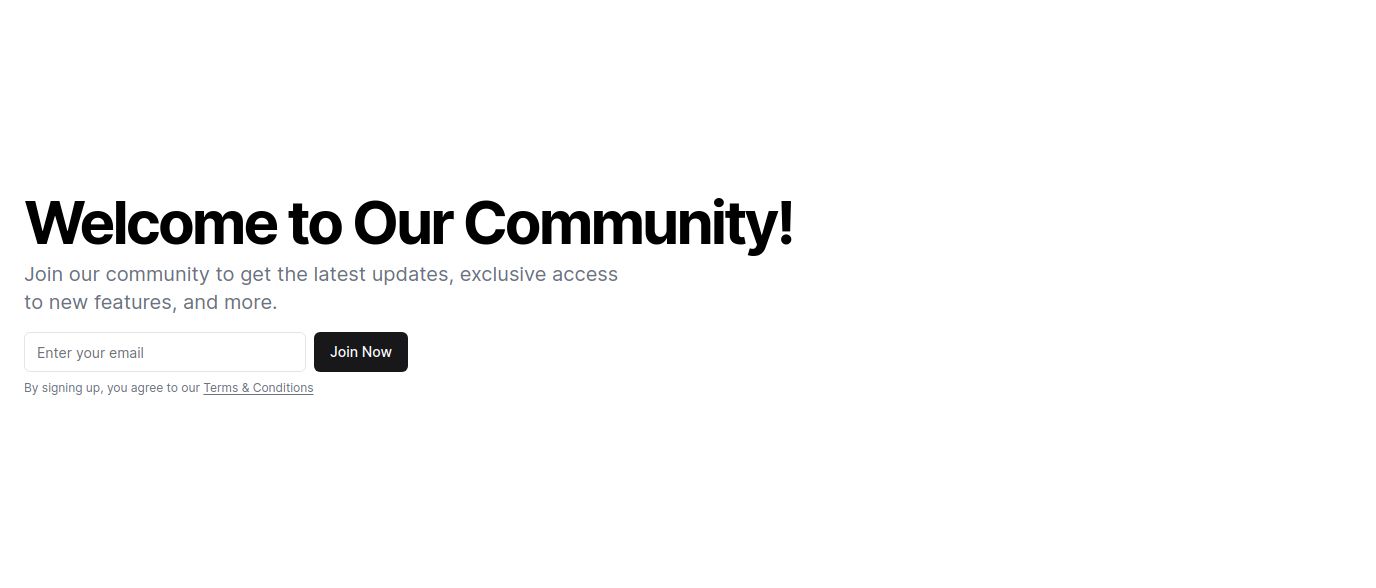 Welcome to Our Community!
Join our community to get the latest updates, exclusive access
to new features, and more.
Enter your email
Join Now
By signing up, you agree to our Terms & Conditions